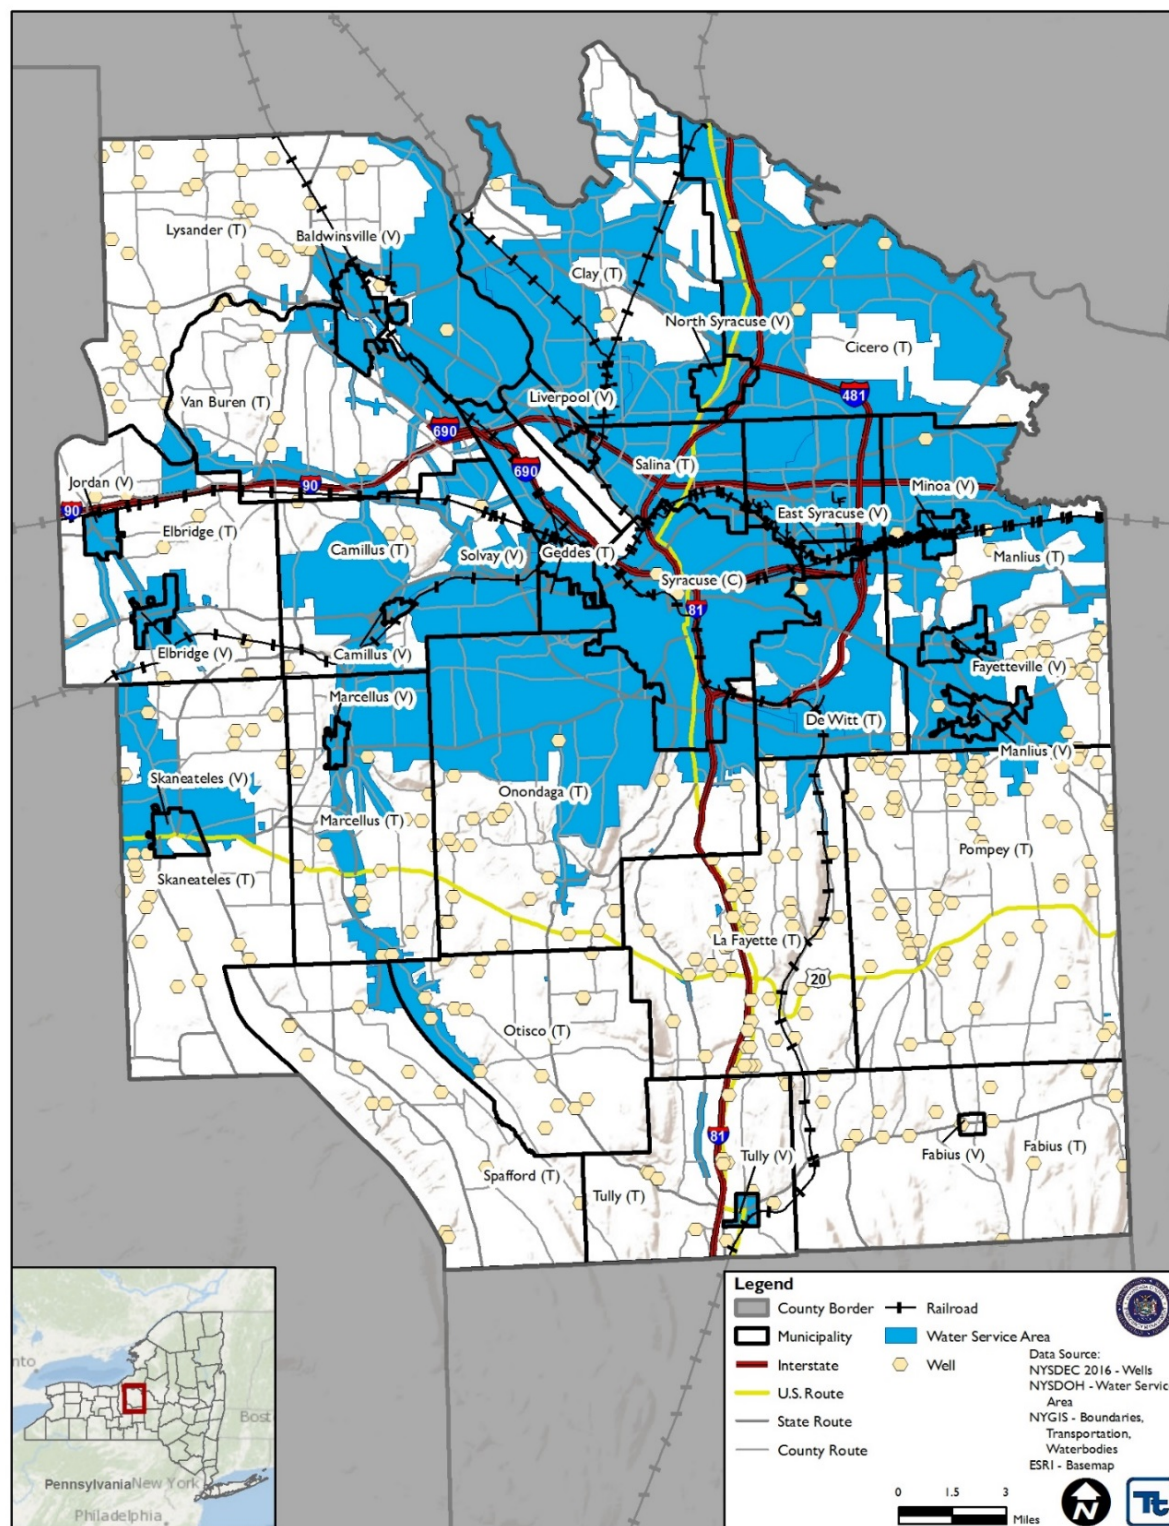 Lysander (T)
Baldwinsville (V)
Clay (T)
North Syracuse (V)
Cicero (T)
Van Buren (T)
Liverpool (V)
481
690
690
Salina (T)
Jordan (V)
90
Minoa (V)
90
Elbridge (T)
East Syracuse (V)
Camillus (T)
Solvay (V)
Geddes (T)
Manlius (T)
Syracuse (C)
81
Elbridge (V)
Camillus (V)
Fayetteville (V)
Marcellus (V)
De Witt (T)
Manlius (V)
Skaneateles (V)
Onondaga (T)
Marcellus (T)
Pompey (T)
Skaneateles (T)
La Fayette (T)
20
Otisco (T)
81
Fabius (T)
Tully (V)
Fabius (V)
Spafford (T)
Tully (T)
Legend
County Border
Railroad
Municipality
Water Service Area
Interstate
Well
U.S. Route
State Route
County Route
Data Source:
NYSDEC 2016 - Wells
NYSDOH - Water Service
Area
NYGIS - Boundaries,
Transportation,
Waterbodies
ESRI - Basemap
onto
Bost
Pennsylvania
New York
Philadelphia
0 1.5 3
Miles
N
Tt